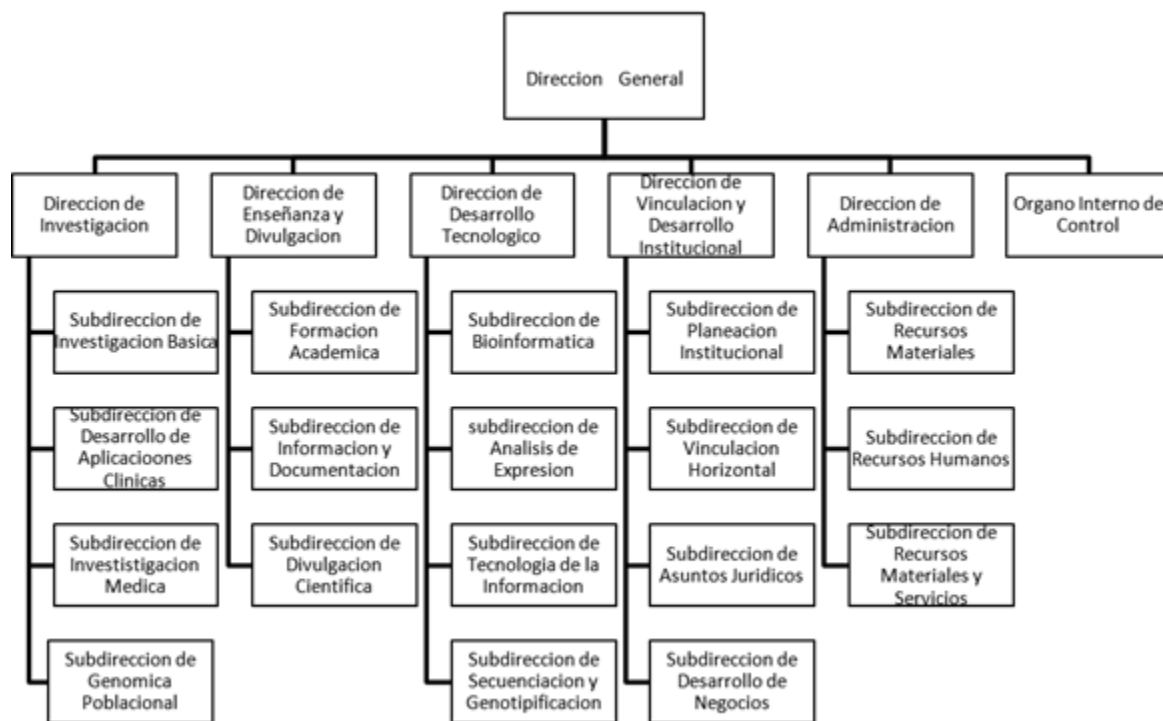 Direccion General
Direccion de
Investigacion
Direccion de
Enseñanza y
Divulgacion
Direccion de
Desarrollo
Tecnologico
Direccion de
Vinculacion y
Desarrollo
Institucional
Direccion de
Administracion
Organo Interno de
Control
Subdireccion de
Investigacion Basica
Subdireccion de
Formacion
Academica
Subdireccion de
Bioinformatica
Subdireccion de
Planeacion
Institucional
Subdireccion de
Recursos
Materiales
Subdireccion de
Desarrollo de
Aplicacioones
Clinicas
Subdireccion de
Informacion y
Documentacion
subdireccion de
Analisis de
Expresion
Subdireccion de
Vinculacion
Horizontal
Subdireccion de
Recursos Humanos
Subdireccion de
Investistigacion
Medica
Subdireccion de
Divulgacion
Cientifica
Subdireccion de
Tecnologia de la
Informacion
Subdireccion de
Asuntos Juridicos
Subdireccion de
Recursos
Materiales y
Servicios
Subdireccion de
Genomica
Poblacional
Subdireccion de
Secuenciacion y
Genotipificacion
Subdireccion de
Desarrollo de
Negocios